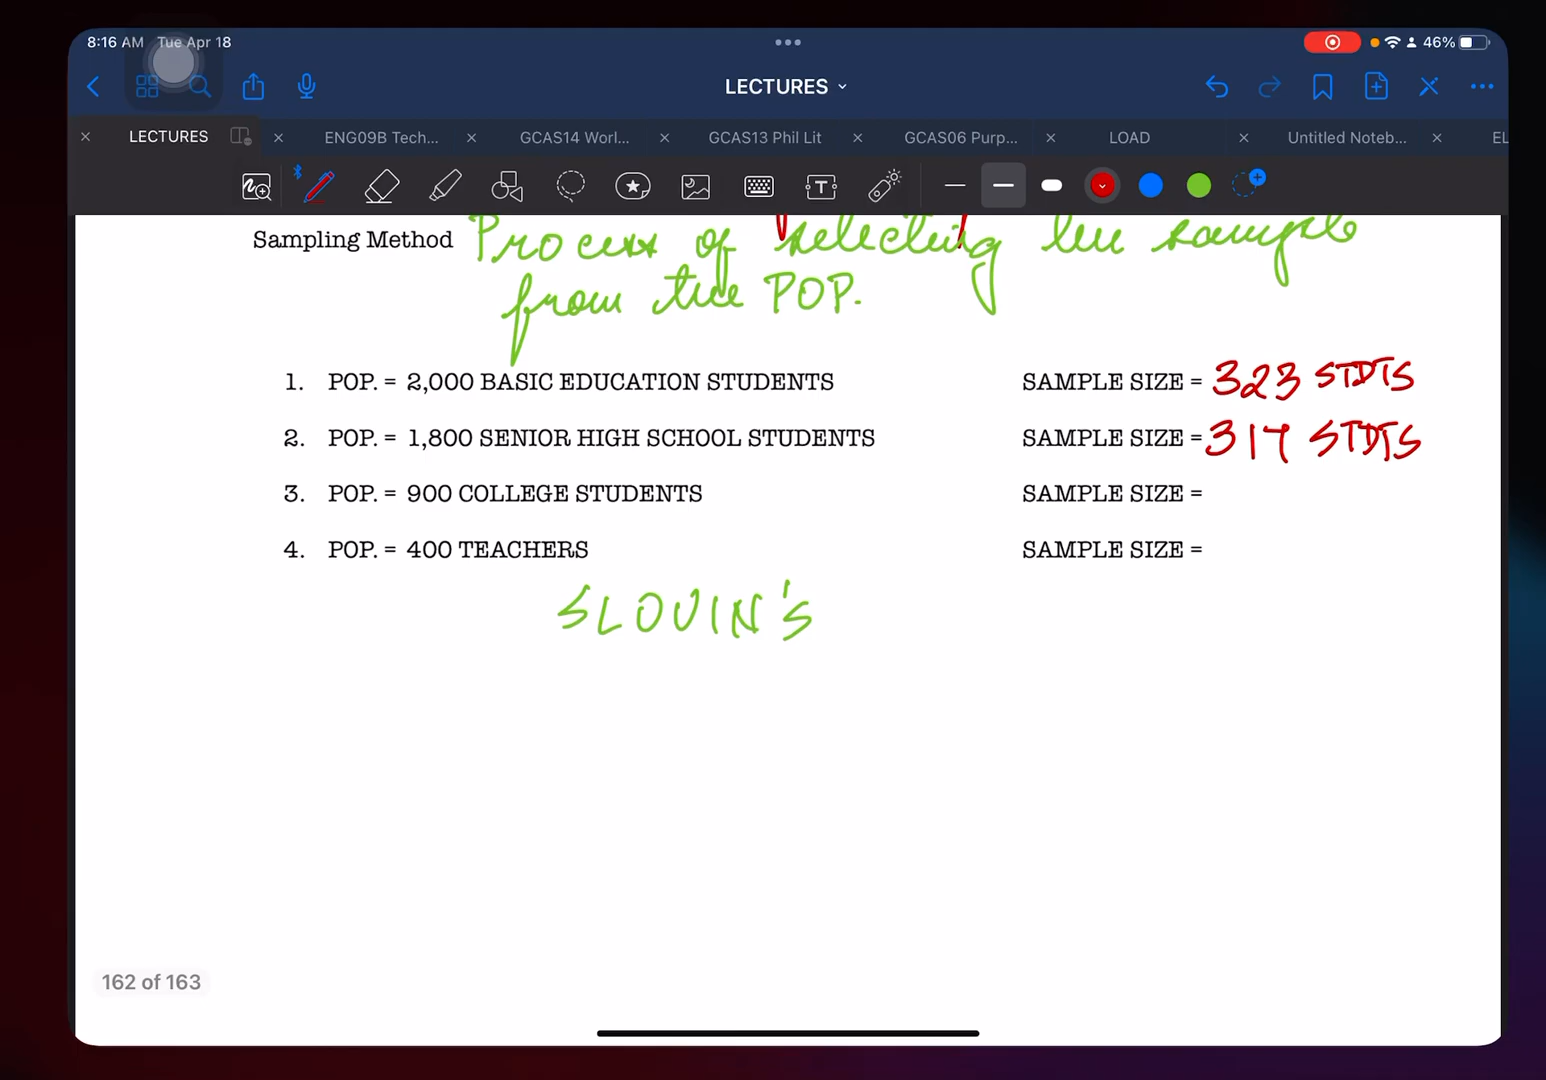 8:16 AM Tue Apr 18
46%
LECTURES
LECTURES
ENG09B Tech...
GCAS14 Worl...
GCAS13 Phil Lit
GCAS06 Purp...
LOAD
Untitled Noteb...
EL
T
Sampling Method Process of selecting the sample
from the POP.
1. POP. = 2,000 BASIC EDUCATION STUDENTS SAMPLE SIZE = 323 STDTS
2. POP. = 1,800 SENIOR HIGH SCHOOL STUDENTS SAMPLE SIZE = 317 STDTS
3. POP. = 900 COLLEGE STUDENTS SAMPLE SIZE =
4. POP. = 400 TEACHERS SAMPLE SIZE =
SLOVIN'S
162 of 163